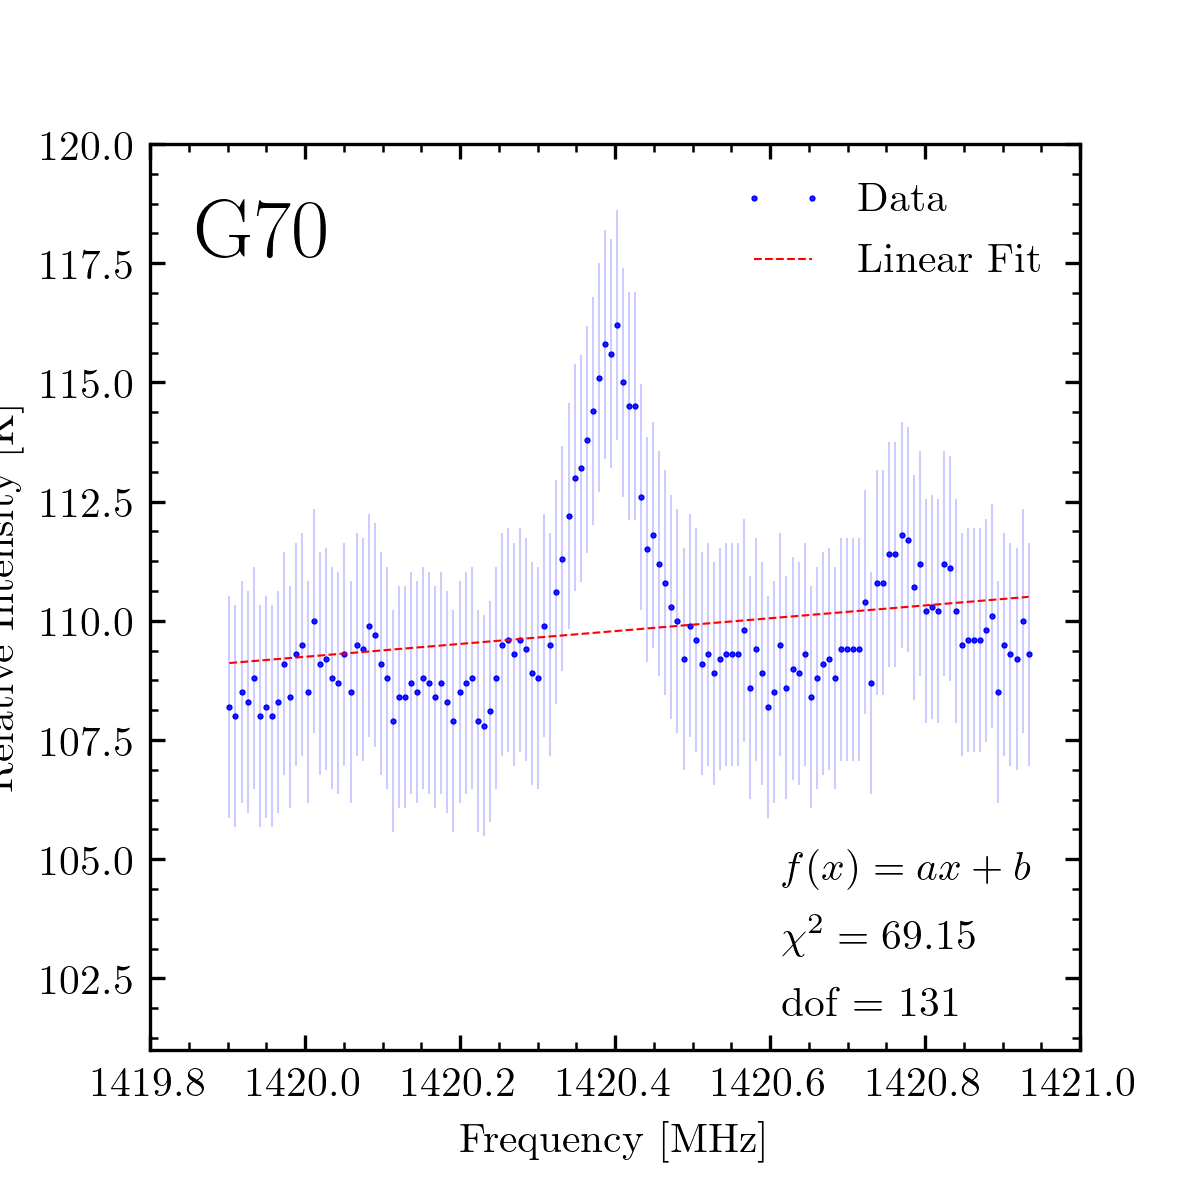 G70
Data
Linear Fit
120.0
117.5
115.0
112.5
110.0
107.5
105.0
102.5
Relative Intensity [K]
f(x) = ax + b
χ² = 69.15
dof = 131
1419.8 1420.0 1420.2 1420.4 1420.6 1420.8 1421.0
Frequency [MHz]